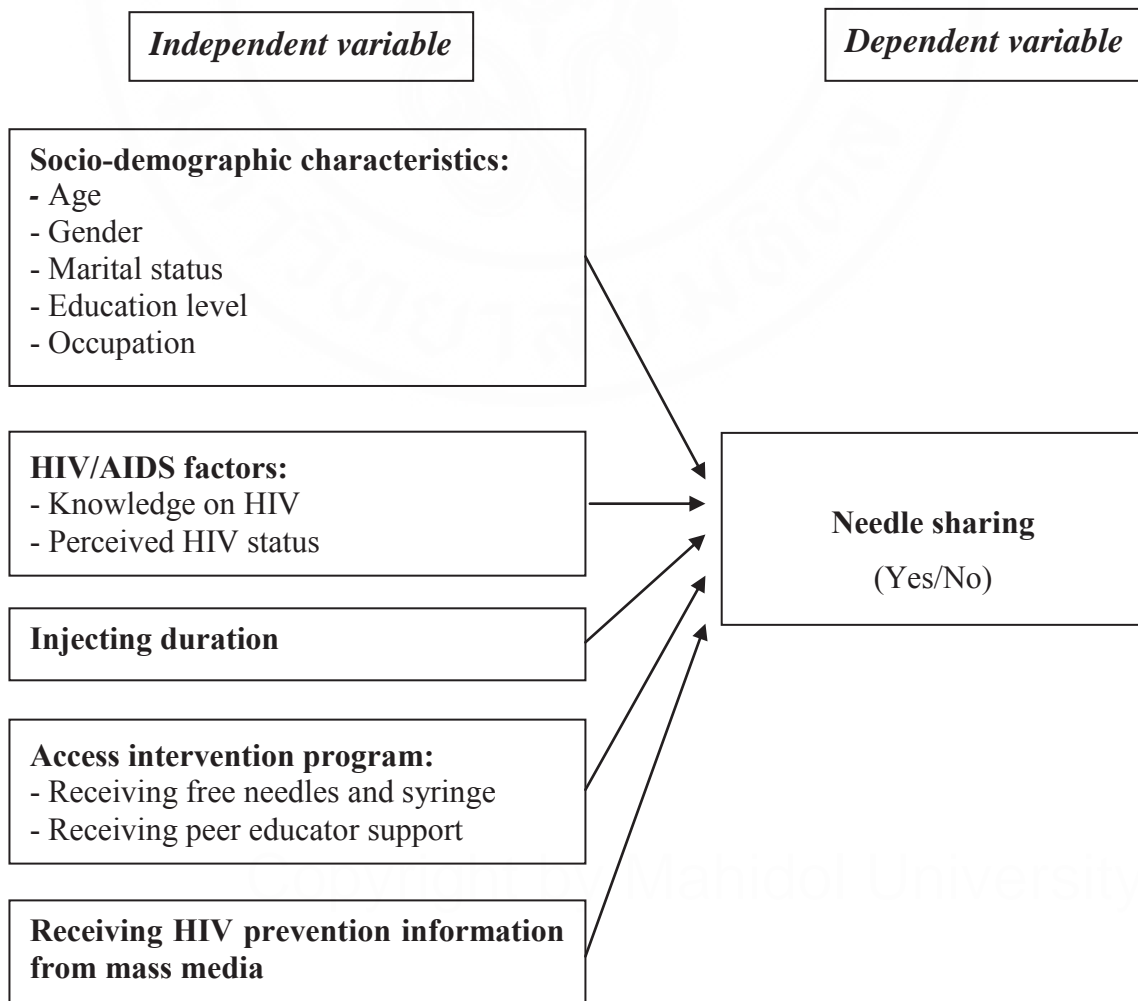 Independent variable
Dependent variable
Socio-demographic characteristics:
- Age
- Gender
- Marital status
- Education level
- Occupation
HIV/AIDS factors:
- Knowledge on HIV
- Perceived HIV status
Needle sharing
(Yes/No)
Injecting duration
Access intervention program:
- Receiving free needles and syringe
- Receiving peer educator support
Copyright by Mahidol University
Receiving HIV prevention information
from mass media